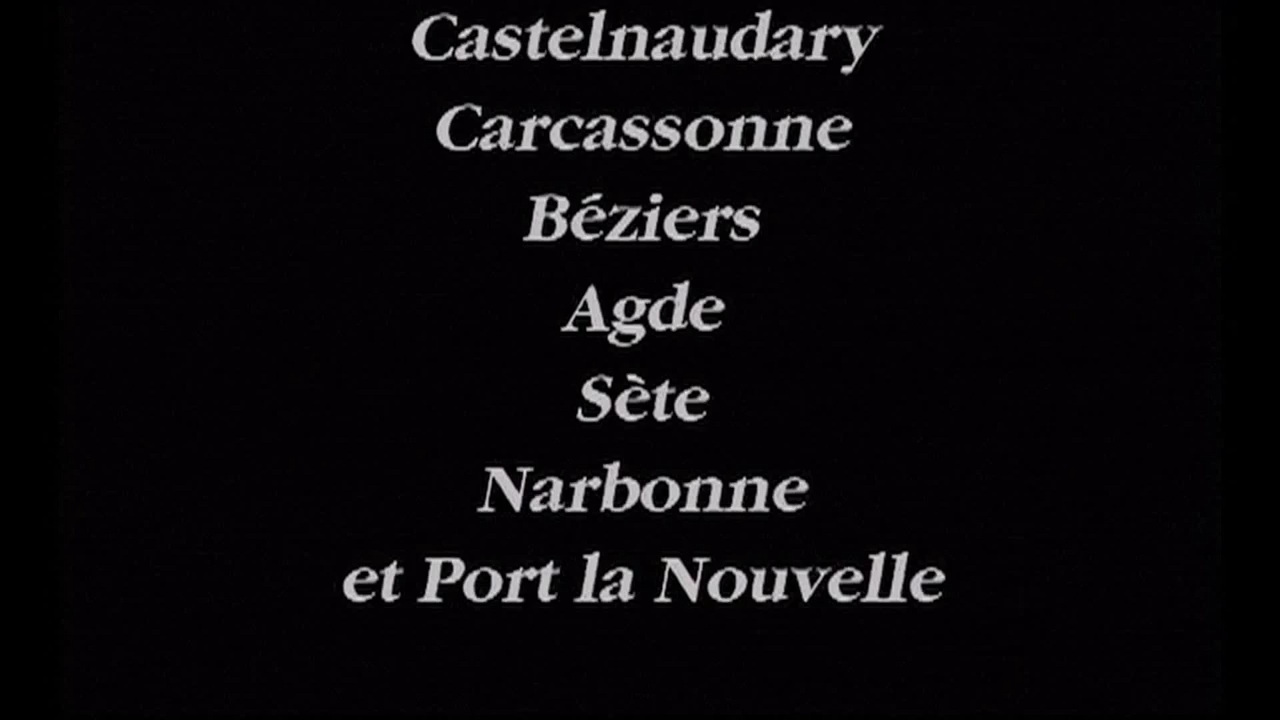 Castelnaudary
Carcassonne
Béziers
Agde
Sète
Narbonne
et Port la Nouvelle